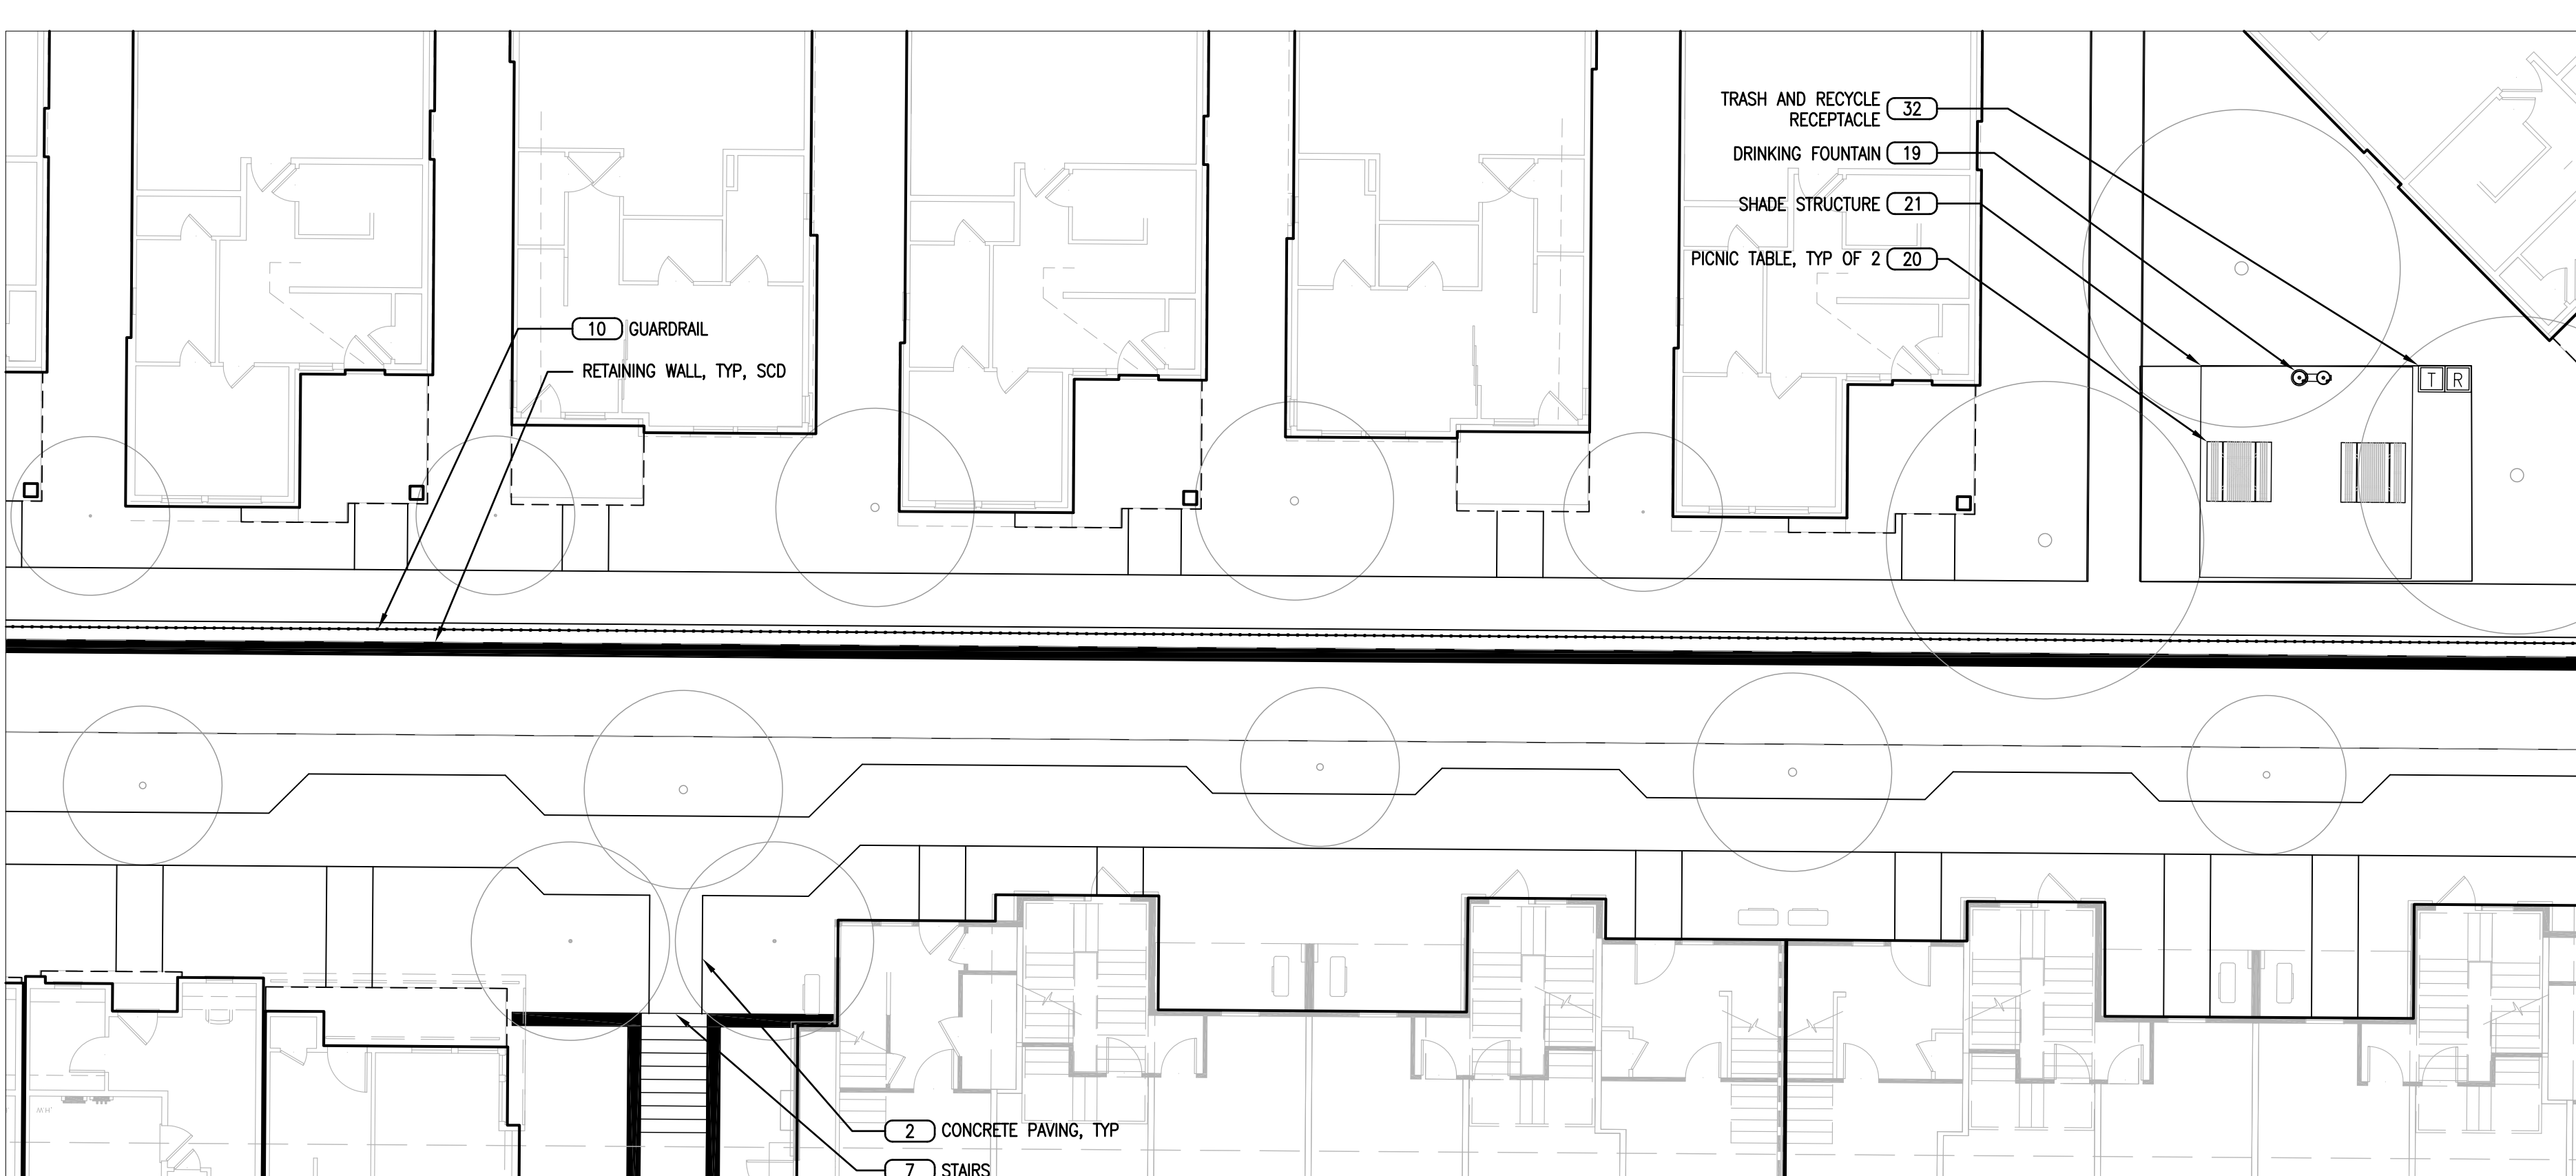 TRASH AND RECYCLE
RECEPTACLE
32
DRINKING FOUNTAIN 19
SHADE STRUCTURE 21
PICNIC TABLE, TYP OF 2 20
10 GUARDRAIL
RETAINING WALL, TYP, SCD
T R
2 CONCRETE PAVING, TYP
7 STAIRS